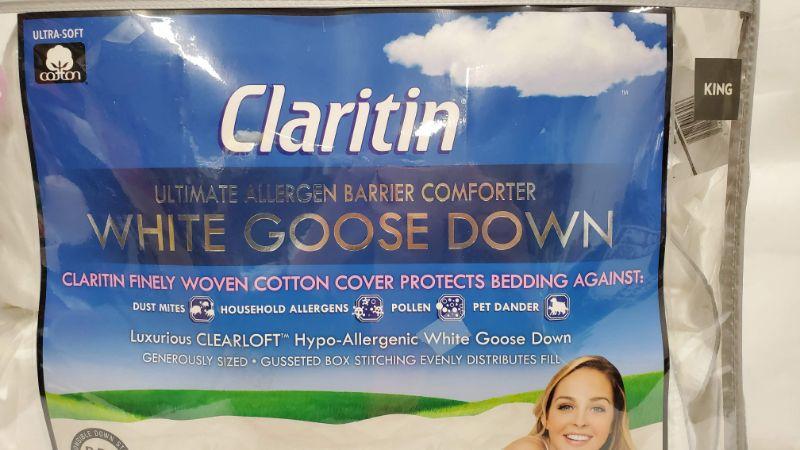 ULTRA-SOFT
cotton
Claritin
™
KING
ULTIMATE ALLERGEN BARRIER COMFORTER
WHITE GOOSE DOWN
CLARITIN FINELY WOVEN COTTON COVER PROTECTS BEDDING AGAINST:
DUST MITES HOUSEHOLD ALLERGENS POLLEN PET DANDER
Luxurious CLEARLOFT™ Hypo-Allergenic White Goose Down
GENEROUSLY SIZED • GUSSETED BOX STITCHING EVENLY DISTRIBUTES FILL
DOWN